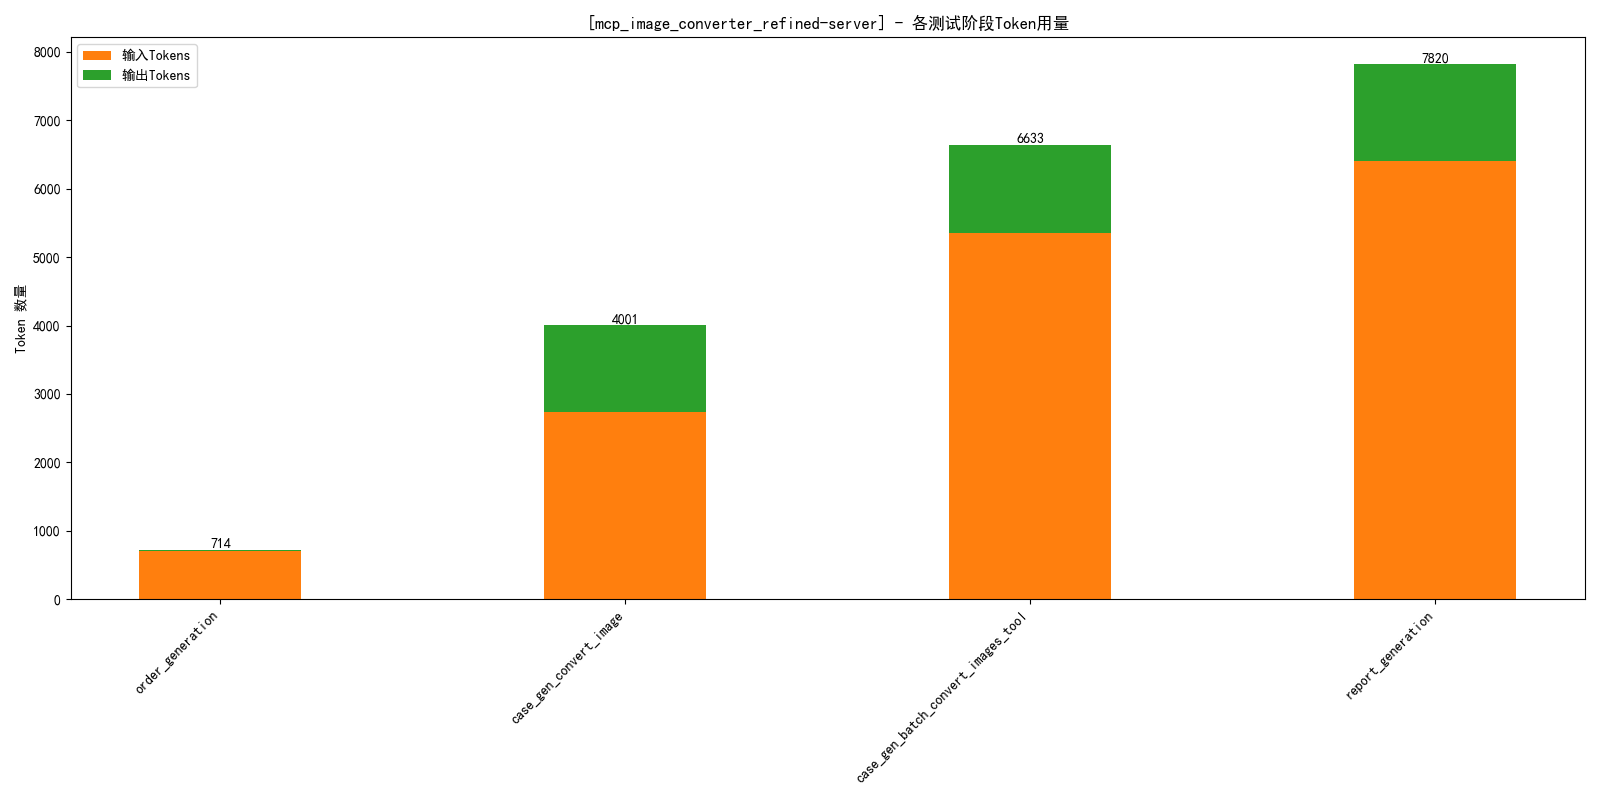 [mcp_image_converter_refined-server] - 各测试阶段Token用量
输入Tokens
输出Tokens
Token 数量
8000
7000
6000
5000
4000
3000
2000
1000
0
714
4001
6633
7820
order_generation
case_gen_convert_image
case_gen_batch_convert_images_tool
report_generation